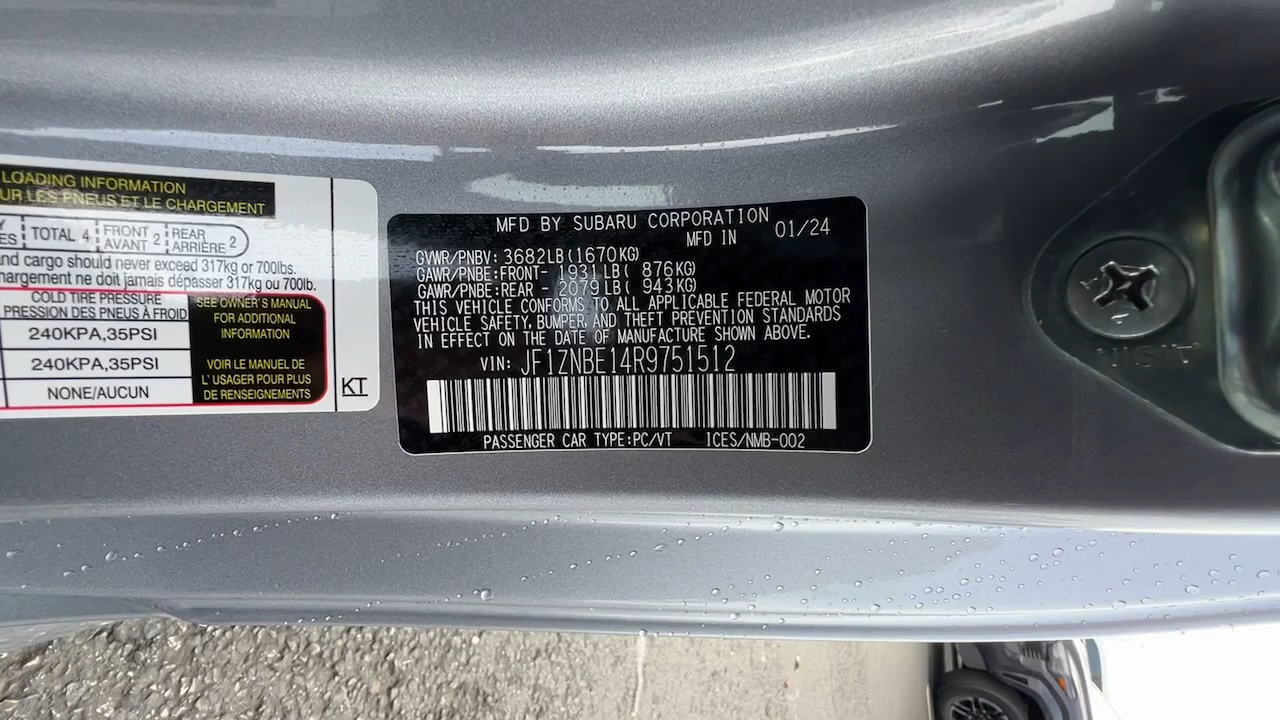 LOADING INFORMATION
UR LES PNEUS ET LE CHARGEMENT
TOTAL 4
FRONT
AVANT 2
REAR
ARRIÈRE 2
and cargo should never exceed 317kg or 700lbs.
hargement ne doit jamais dépasser 317kg ou 700lb.
COLD TIRE PRESSURE
PRESSION DES PNEUS À FROID
240KPA,35PSI
240KPA,35PSI
NONE/AUCUN
SEE OWNER'S MANUAL
FOR ADDITIONAL
INFORMATION
VOIR LE MANUEL DE
L' USAGER POUR PLUS
DE RENSEIGNEMENTS
KT
MFD BY SUBARU CORPORATION
MFD IN 01/24
GVWR/PNBV: 3682LB(1670KG)
GAWR/PNBE:FRONT- 1931LB( 876KG)
GAWR/PNBE:REAR - 2079LB( 943KG)
THIS VEHICLE CONFORMS TO ALL APPLICABLE FEDERAL MOTOR
VEHICLE SAFETY, BUMPER, AND THEFT PREVENTION STANDARDS
IN EFFECT ON THE DATE OF MANUFACTURE SHOWN ABOVE.
VIN: JF1ZNBE14R9751512
PASSENGER CAR TYPE:PC/VT ICES/NMB-002
AISIN